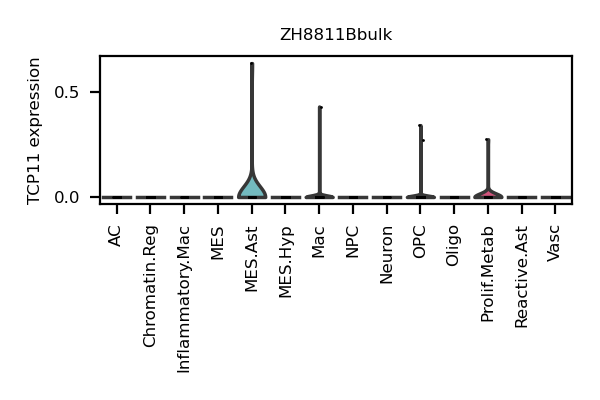 ZH8811Bbulk
TCP11 expression
0.5
0.0
AC
Chromatin.Reg
Inflammatory.Mac
MES
MES.Ast
MES.Hyp
Mac
NPC
Neuron
OPC
Oligo
Prolif.Metab
Reactive.Ast
Vasc